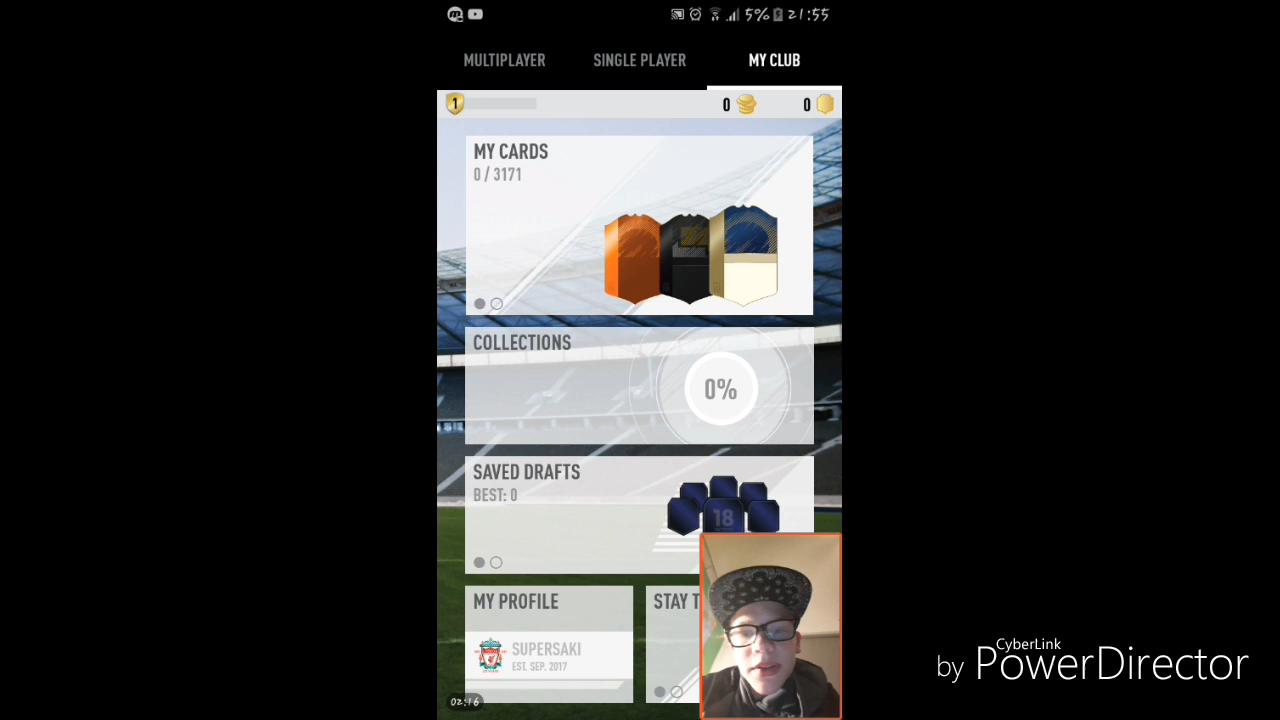 5% 21:55
MULTIPLAYER SINGLE PLAYER MY CLUB
1 0 0
MY CARDS
0 / 3171
COLLECTIONS
0%
SAVED DRAFTS
BEST: 0
18
MY PROFILE STAY T
SUPERSAKI
EST. SEP. 2017
02:16
CyberLink
by PowerDirector